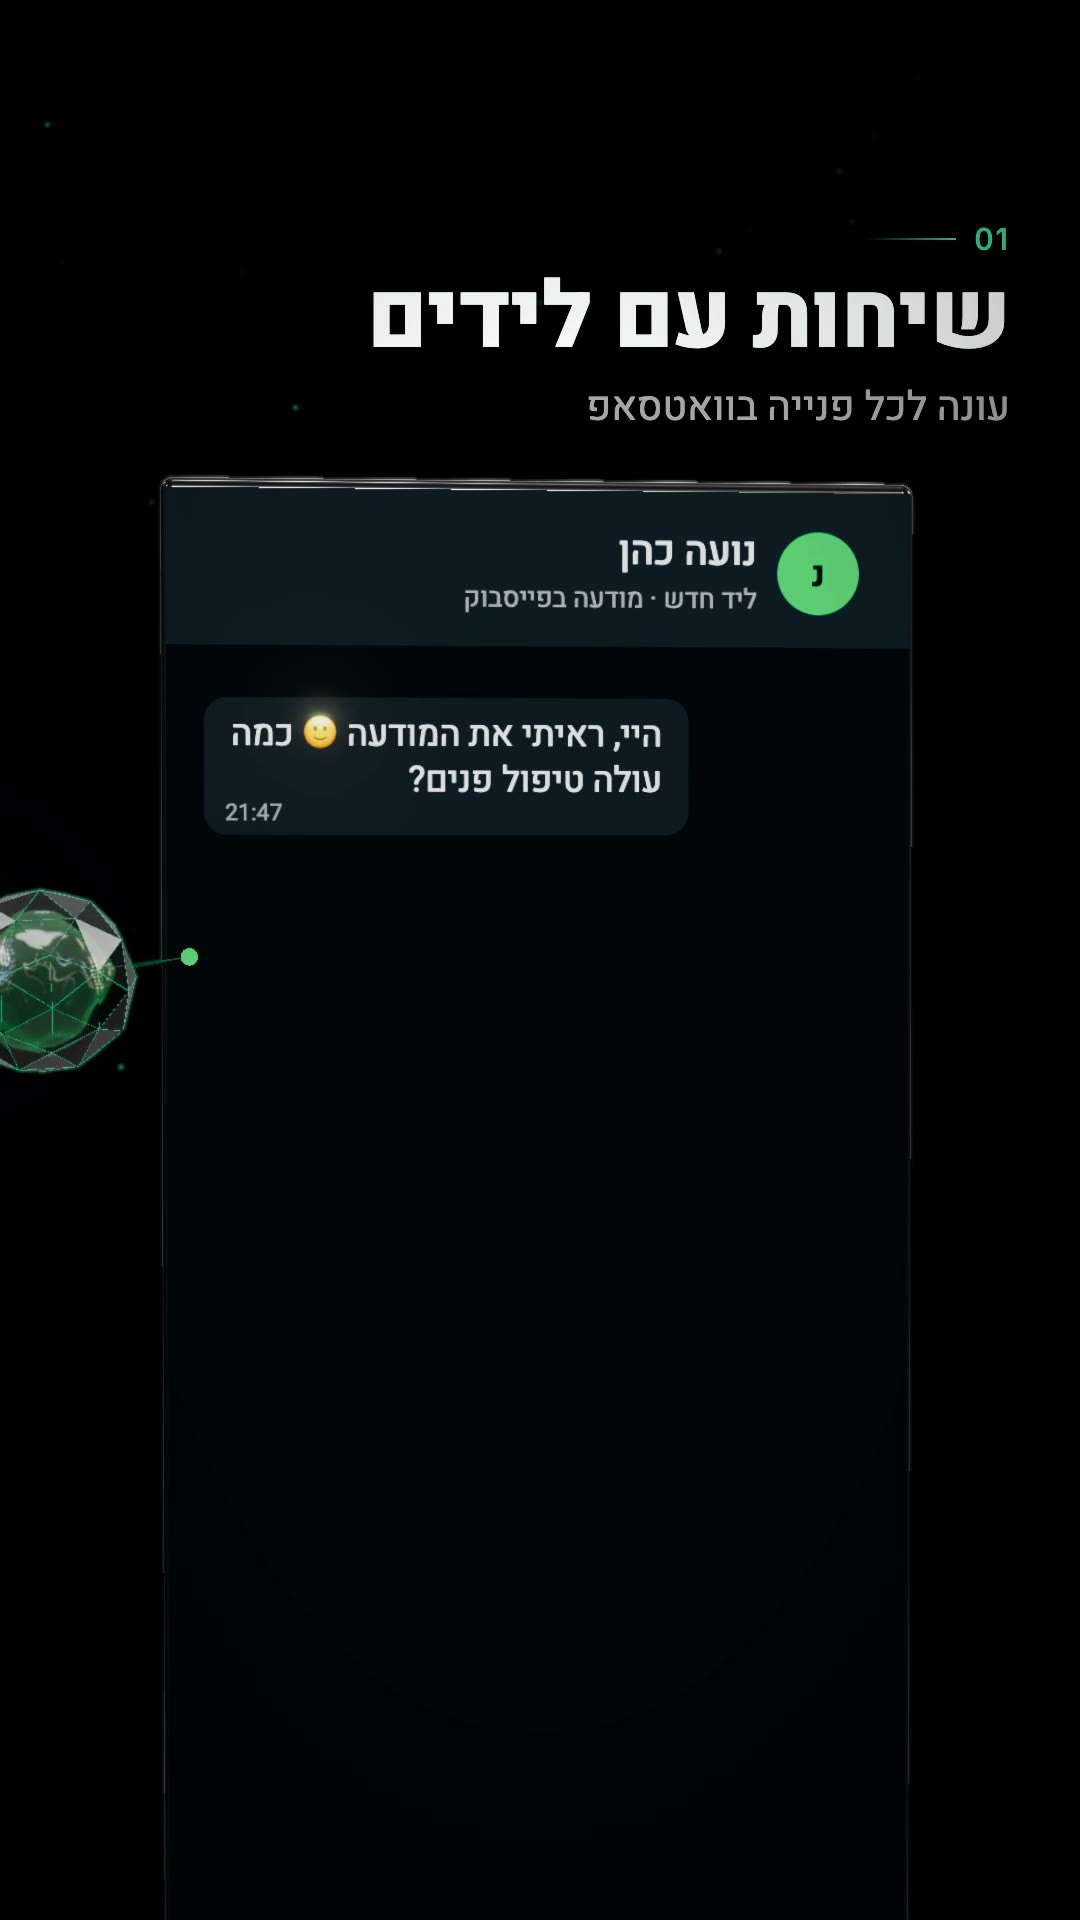 01
שיחות עם לידים
עונה לכל פנייה בוואטסאפ
נ
נועה כהן
ליד חדש · מודעה בפייסבוק
היי, ראיתי את המודעה 🙂 כמה
עולה טיפול פנים?
21:47